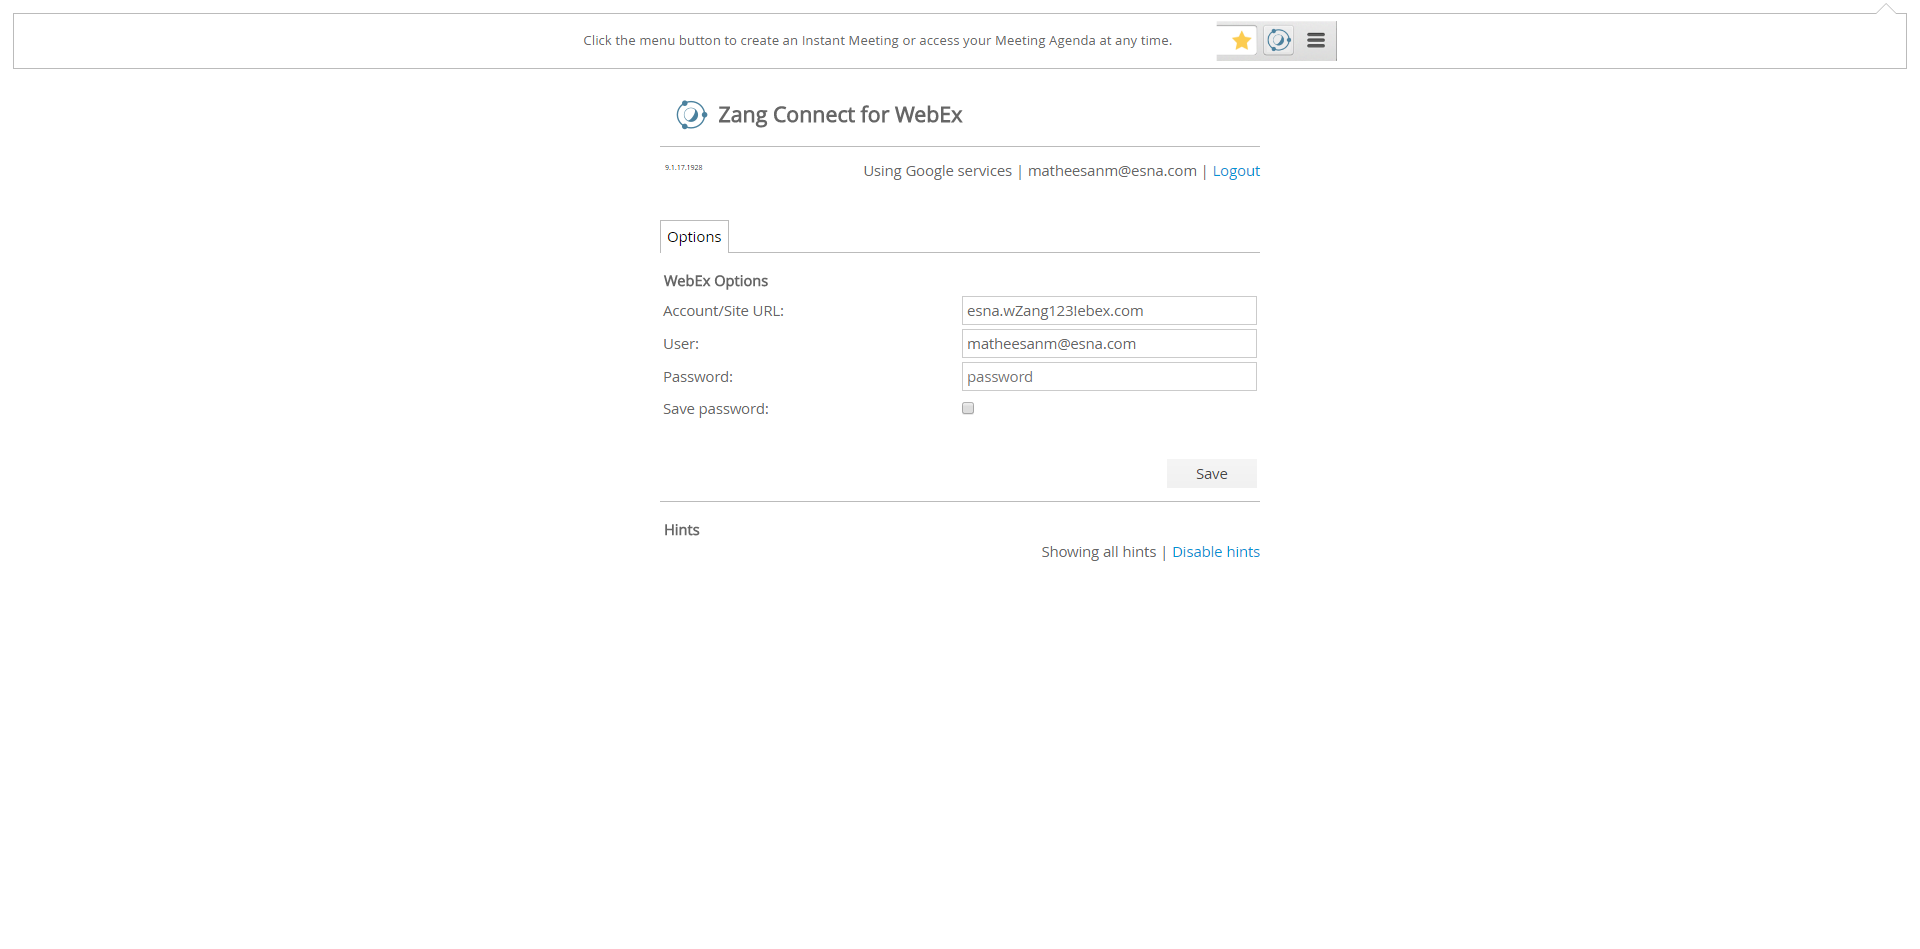 Click the menu button to create an Instant Meeting or access your Meeting Agenda at any time.
Zang Connect for WebEx
9.1.17.1928
Using Google services | matheesanm@esna.com | Logout
Options
WebEx Options
Account/Site URL: esna.wZang123lebex.com
User: matheesanm@esna.com
Password: password
Save password:
Save
Hints
Showing all hints | Disable hints